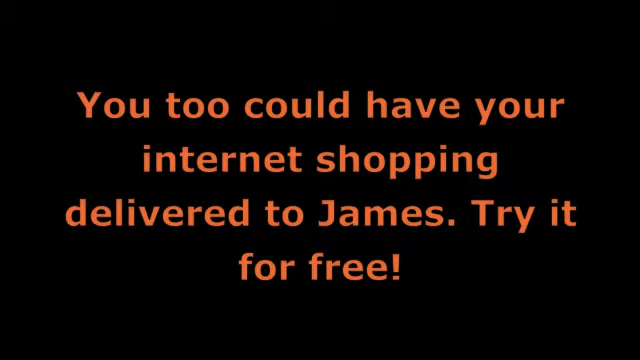 You too could have your
internet shopping
delivered to James. Try it
for free!